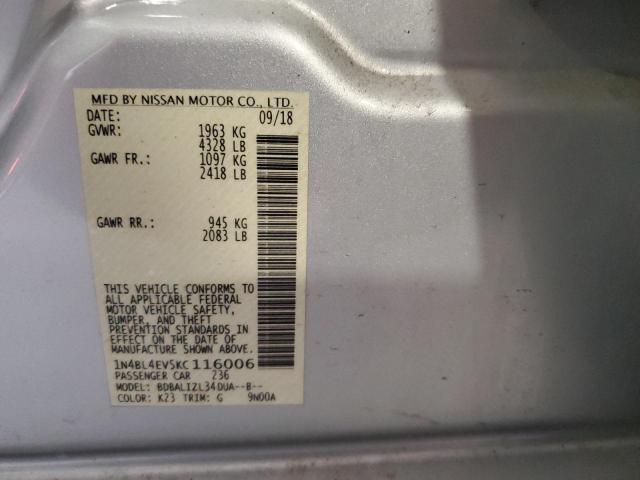 MFD BY NISSAN MOTOR CO., LTD.
DATE: 09/18
GVWR: 1963 KG
4328 LB
GAWR FR.: 1097 KG
2418 LB
GAWR RR.: 945 KG
2083 LB
THIS VEHICLE CONFORMS TO
ALL APPLICABLE FEDERAL
MOTOR VEHICLE SAFETY,
BUMPER, AND THEFT
PREVENTION STANDARDS IN
EFFECT ON THE DATE OF
MANUFACTURE SHOWN ABOVE.
1N4BL4EV5KC116006
PASSENGER CAR 236
MODEL: BDBALIZL34DUA--B--
COLOR: K23 TRIM: G 9N00A